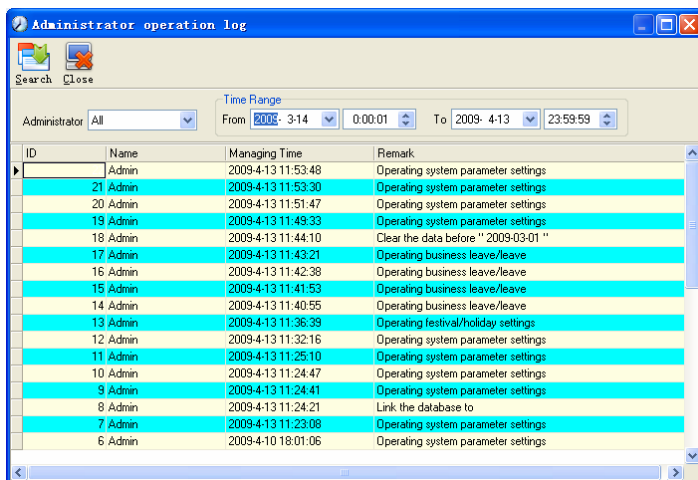 Administrator operation log
Search Close
Time Range
Administrator All From 2009- 3-14 0:00:01 To 2009- 4-13 23:59:59
ID Name Managing Time Remark
Admin 2009-4-13 11:53:48 Operating system parameter settings
21 Admin 2009-4-13 11:53:30 Operating system parameter settings
20 Admin 2009-4-13 11:51:47 Operating system parameter settings
19 Admin 2009-4-13 11:49:33 Operating system parameter settings
18 Admin 2009-4-13 11:44:10 Clear the data before " 2009-03-01 "
17 Admin 2009-4-13 11:43:21 Operating business leave/leave
16 Admin 2009-4-13 11:42:38 Operating business leave/leave
15 Admin 2009-4-13 11:41:53 Operating business leave/leave
14 Admin 2009-4-13 11:40:55 Operating business leave/leave
13 Admin 2009-4-13 11:36:39 Operating festival/holiday settings
12 Admin 2009-4-13 11:32:16 Operating system parameter settings
11 Admin 2009-4-13 11:25:10 Operating system parameter settings
10 Admin 2009-4-13 11:24:47 Operating system parameter settings
9 Admin 2009-4-13 11:24:41 Operating system parameter settings
8 Admin 2009-4-13 11:24:21 Link the database to
7 Admin 2009-4-13 11:23:08 Operating system parameter settings
6 Admin 2009-4-10 18:01:06 Operating system parameter settings